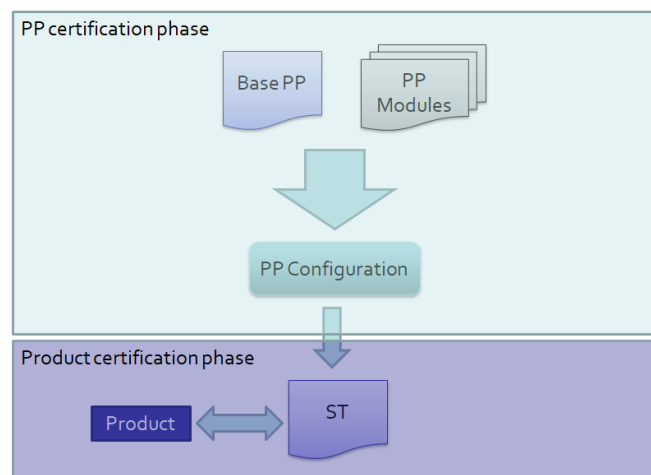 PP certification phase
Base PP
PP
Modules
PP Configuration
Product certification phase
ST
Product